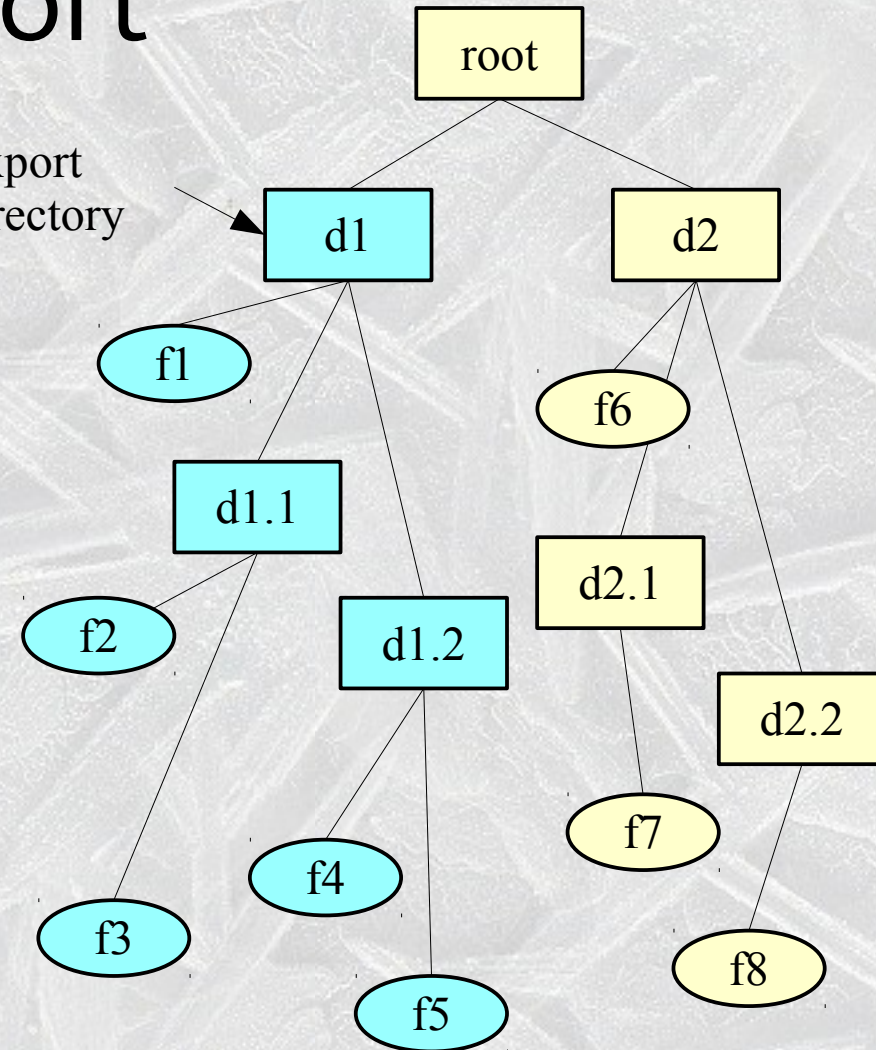 ort
root
xport
rectory
d1
d2
f1
f6
d1.1
d2.1
f2
d1.2
d2.2
f7
f4
f3
f8
f5